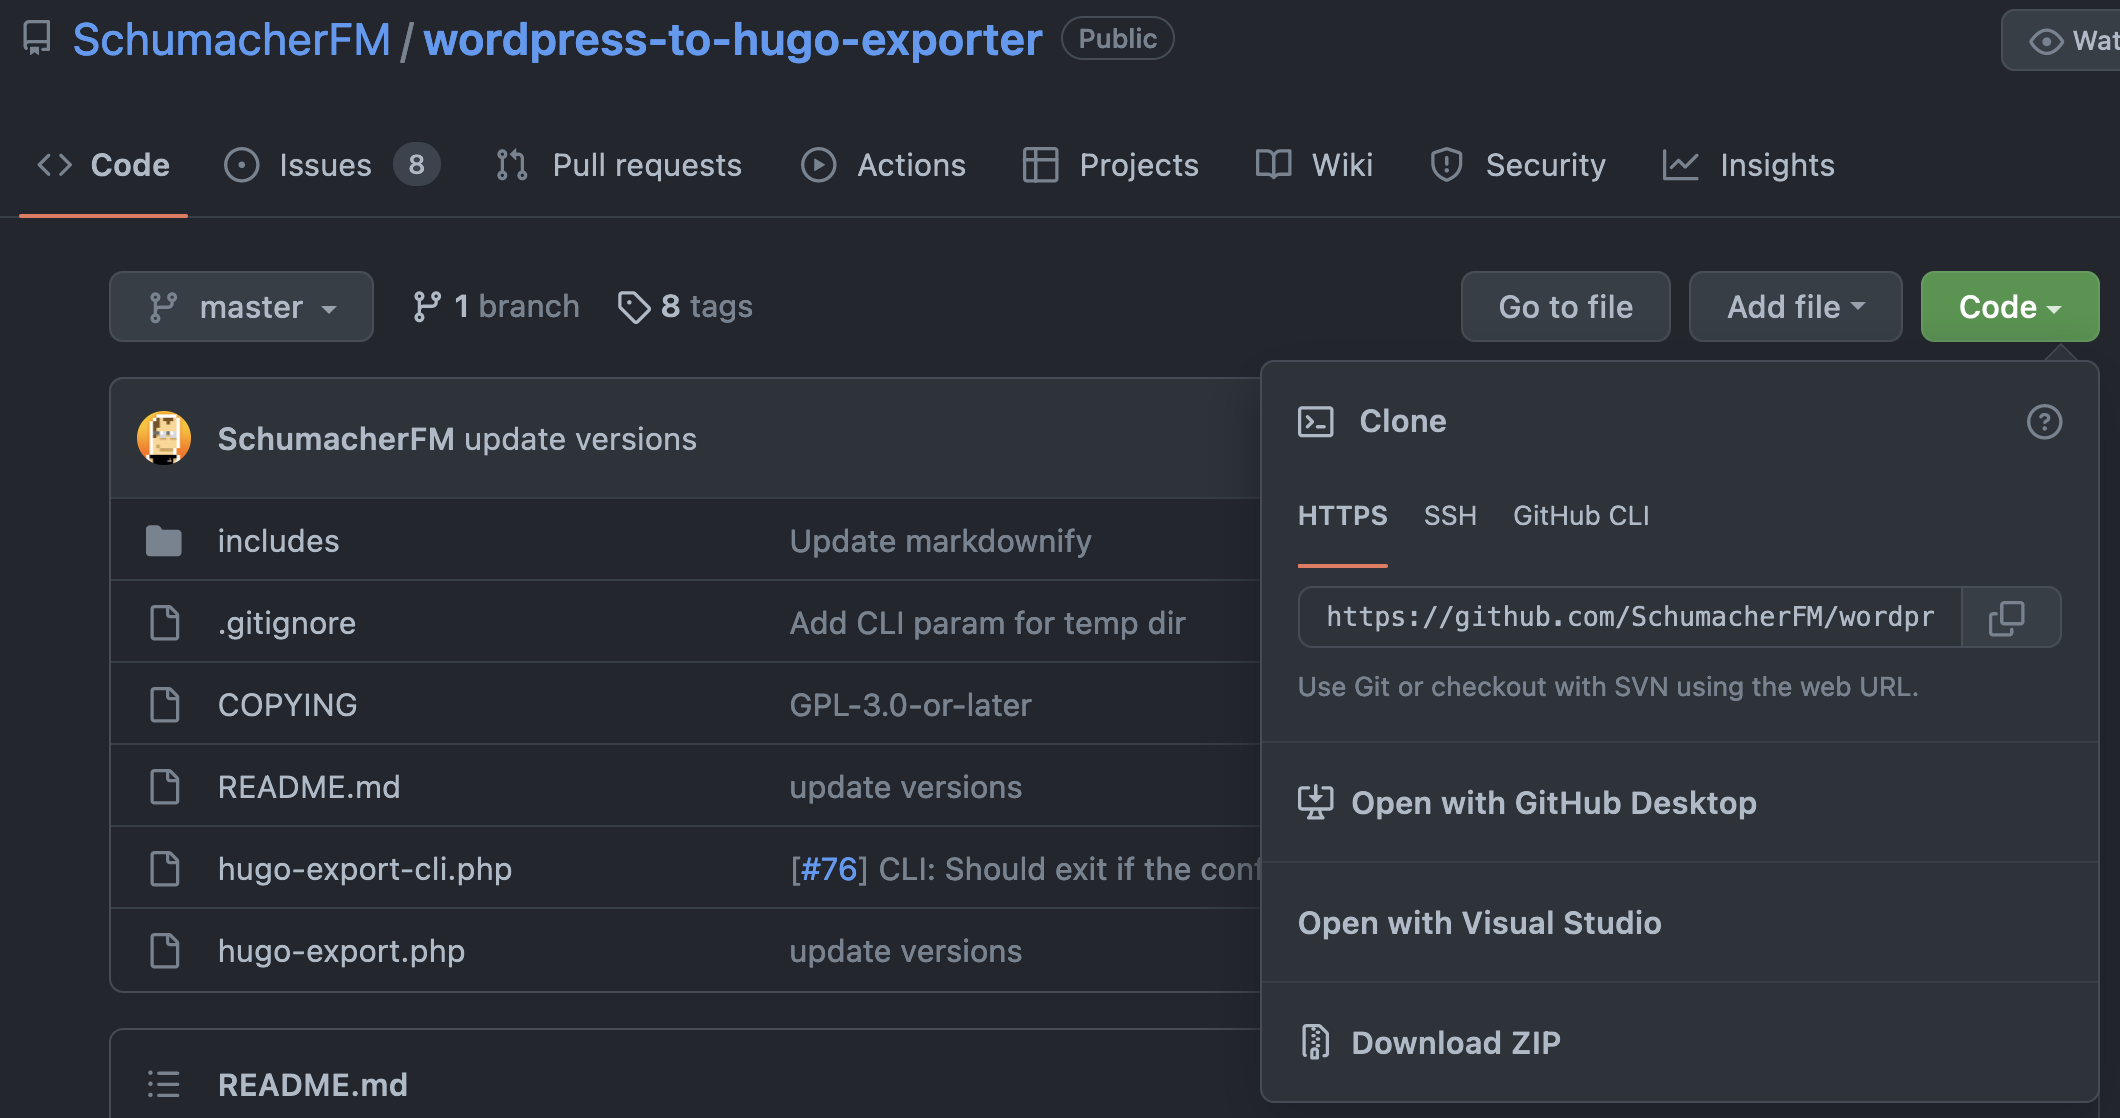 SchumacherFM / wordpress-to-hugo-exporter Public
Wat
Code Issues 8 Pull requests Actions Projects Wiki Security Insights
master 1 branch 8 tags Go to file Add file Code
SchumacherFM update versions
includes Update markdownify
.gitignore Add CLI param for temp dir
COPYING GPL-3.0-or-later
README.md update versions
hugo-export-cli.php [#76] CLI: Should exit if the conf
hugo-export.php update versions
README.md
Clone
HTTPS SSH GitHub CLI
https://github.com/SchumacherFM/wordpr
Use Git or checkout with SVN using the web URL.
Open with GitHub Desktop
Open with Visual Studio
Download ZIP